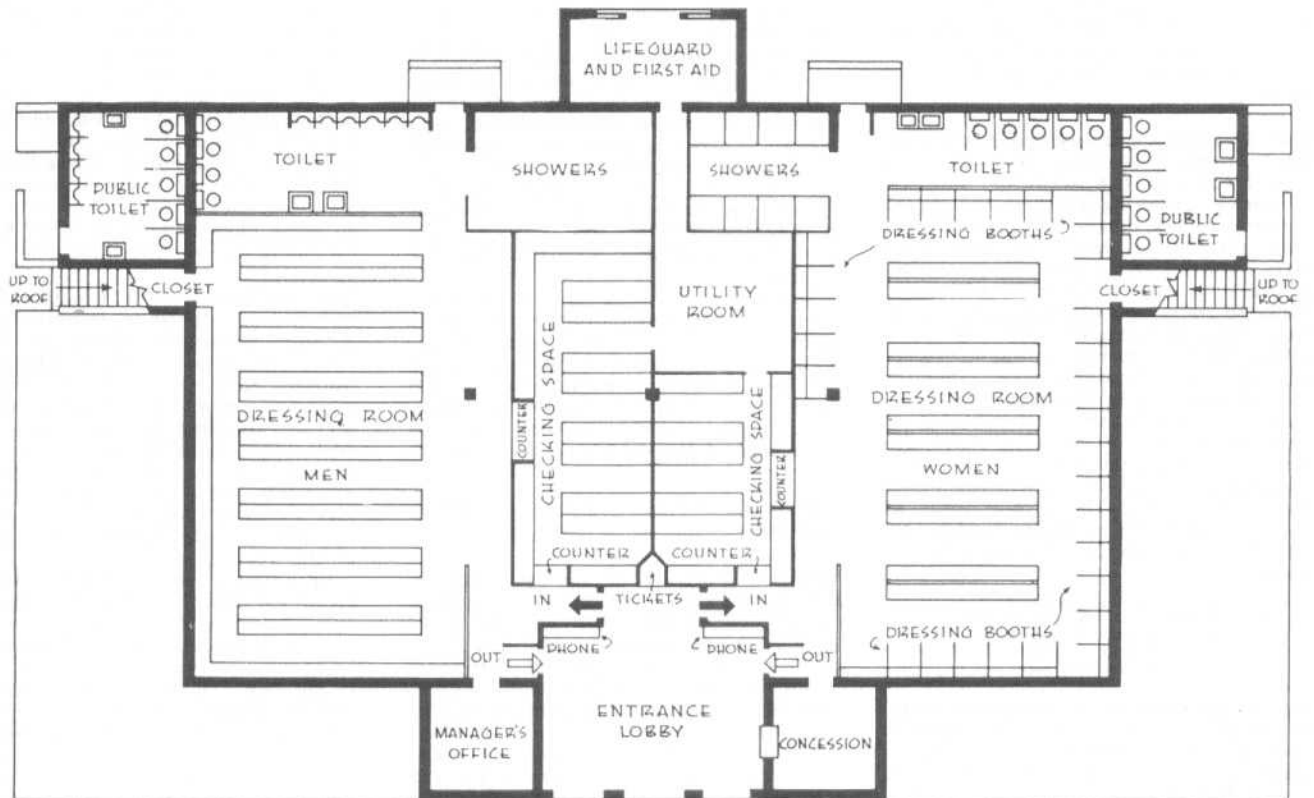 LIFEGUARD
AND FIRST AID
TOILET
SHOWERS
SHOWERS
TOILET
PUBLIC
TOILET
PUBLIC
TOILET
DRESSING BOOTHS
UP TO
ROOF
CLOSET
UTILITY
ROOM
CLOSET
UP TO
ROOF
CHECKING SPACE
CHECKING SPACE
DRESSING ROOM
MEN
COUNTER
COUNTER
DRESSING ROOM
WOMEN
COUNTER
COUNTER
IN
TICKETS
IN
DRESSING BOOTHS
PHONE
PHONE
OUT
OUT
ENTRANCE
LOBBY
MANAGER'S
OFFICE
CONCESSION